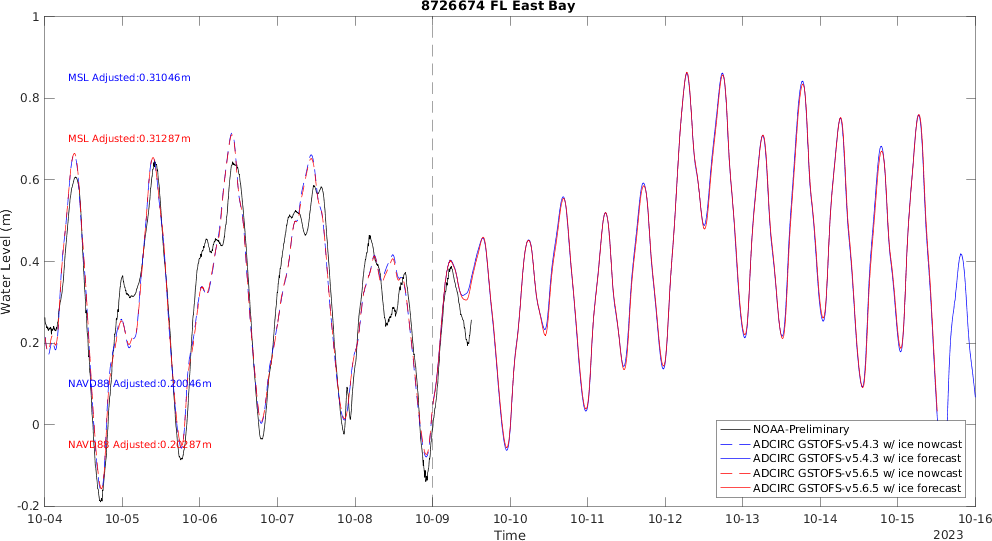 8726674 FL East Bay
1
0.8
0.6
0.4
0.2
0
-0.2
Water Level (m)
MSL Adjusted:0.31046m
MSL Adjusted:0.31287m
NAVD88 Adjusted:0.20046m
NAVD88 Adjusted:0.20287m
NOAA-Preliminary
ADCIRC GSTOFS-v5.4.3 w/ ice nowcast
ADCIRC GSTOFS-v5.4.3 w/ ice forecast
ADCIRC GSTOFS-v5.6.5 w/ ice nowcast
ADCIRC GSTOFS-v5.6.5 w/ ice forecast
10-04 10-05 10-06 10-07 10-08 10-09 10-10 10-11 10-12 10-13 10-14 10-15 10-16
Time
2023